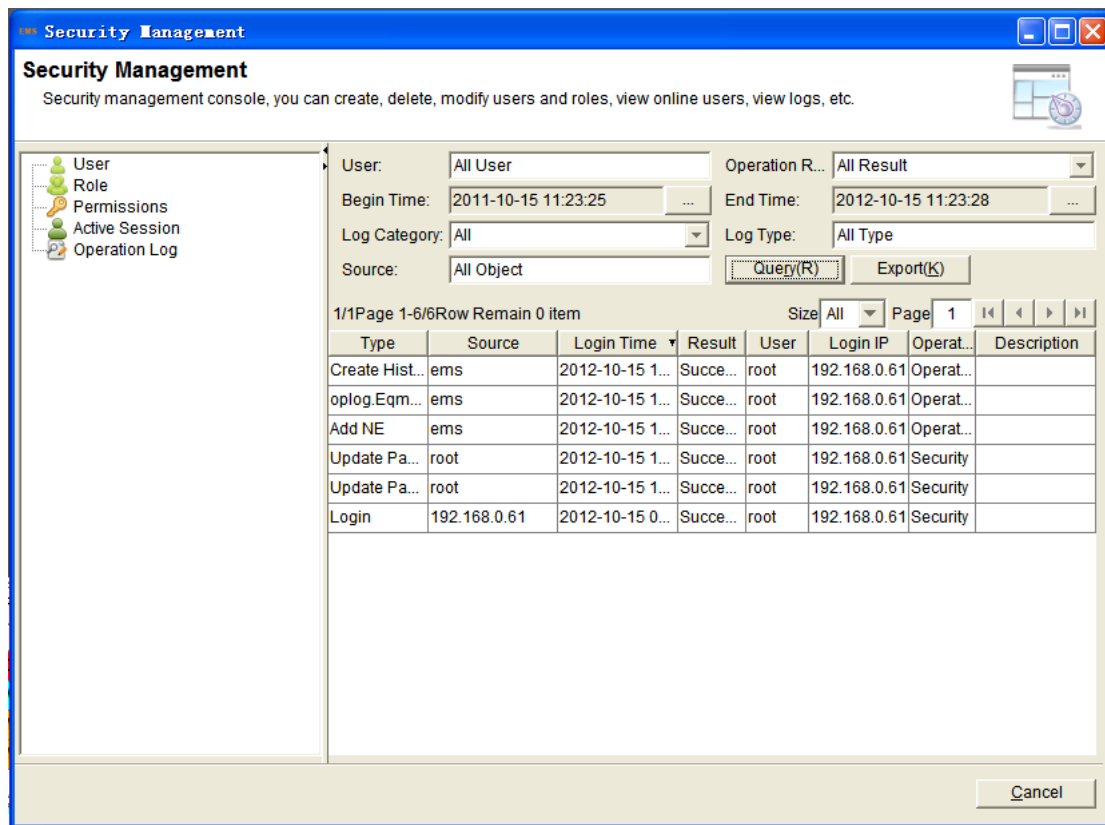 EMS Security Management
Security Management
Security management console, you can create, delete, modify users and roles, view online users, view logs, etc.
User
Role
Permissions
Active Session
Operation Log
User: All User Operation R... All Result
Begin Time: 2011-10-15 11:23:25 ... End Time: 2012-10-15 11:23:28 ...
Log Category: All Log Type: All Type
Source: All Object Query(R) Export(K)
1/1Page 1-6/6Row Remain 0 item Size All Page 1
Type Source Login Time Result User Login IP Operat... Description
Create Hist... ems 2012-10-15 1... Succe... root 192.168.0.61 Operat...
oplog.Eqm... ems 2012-10-15 1... Succe... root 192.168.0.61 Operat...
Add NE ems 2012-10-15 1... Succe... root 192.168.0.61 Operat...
Update Pa... root 2012-10-15 1... Succe... root 192.168.0.61 Security
Update Pa... root 2012-10-15 1... Succe... root 192.168.0.61 Security
Login 192.168.0.61 2012-10-15 0... Succe... root 192.168.0.61 Security
Cancel